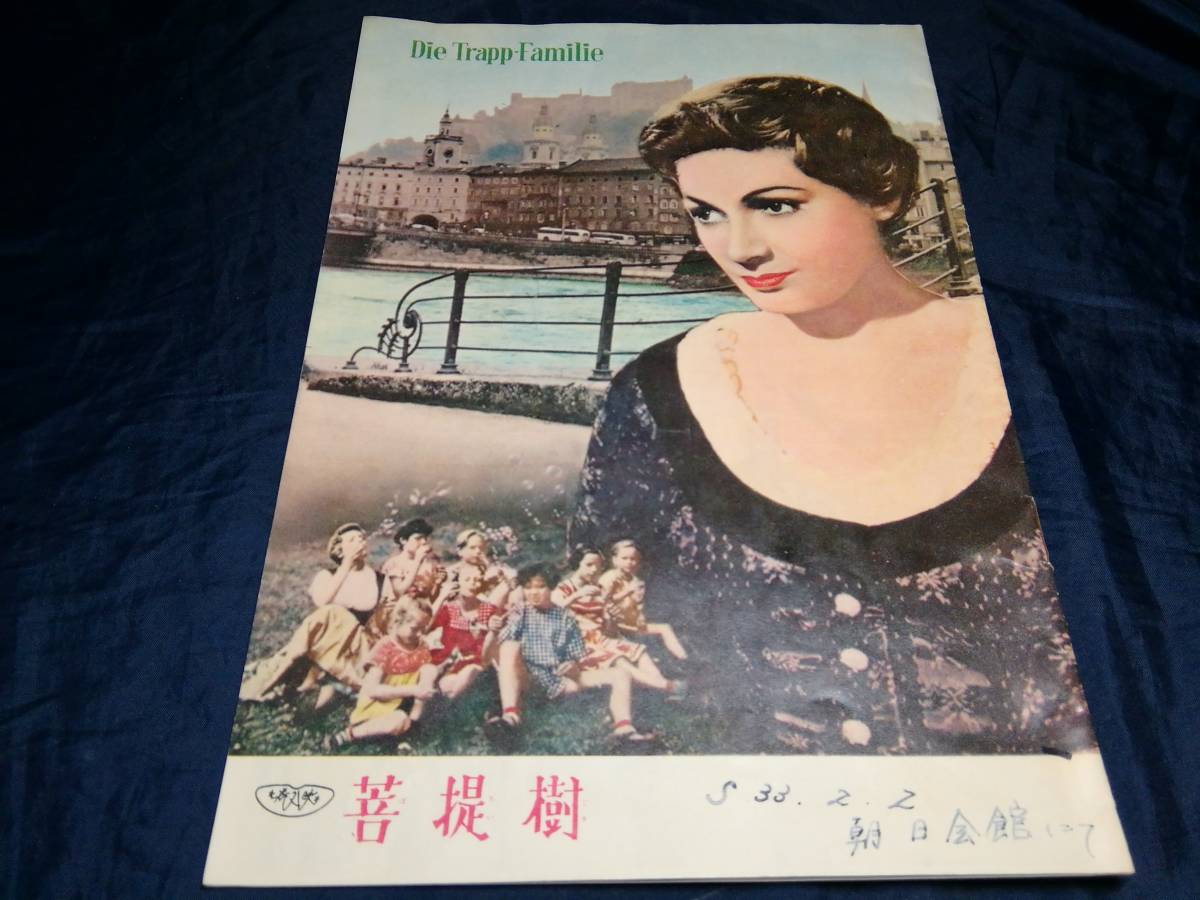 Die Trapp-Familie
菩提樹
S 33. 2. 2
朝日会館にて